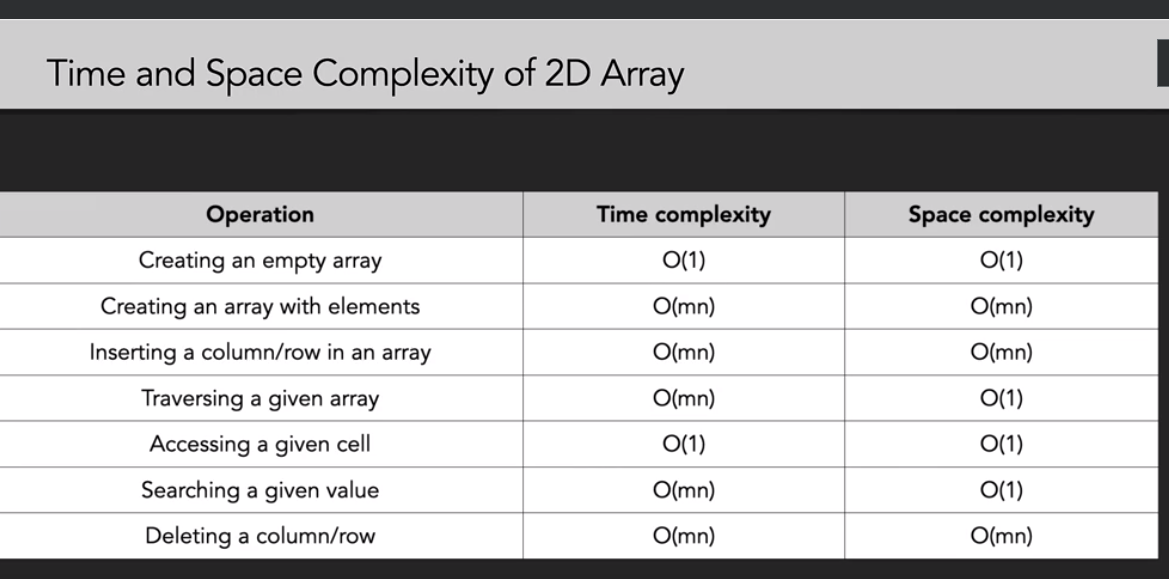 Time and Space Complexity of 2D Array
Operation Time complexity Space complexity
Creating an empty array O(1) O(1)
Creating an array with elements O(mn) O(mn)
Inserting a column/row in an array O(mn) O(mn)
Traversing a given array O(mn) O(1)
Accessing a given cell O(1) O(1)
Searching a given value O(mn) O(1)
Deleting a column/row O(mn) O(mn)